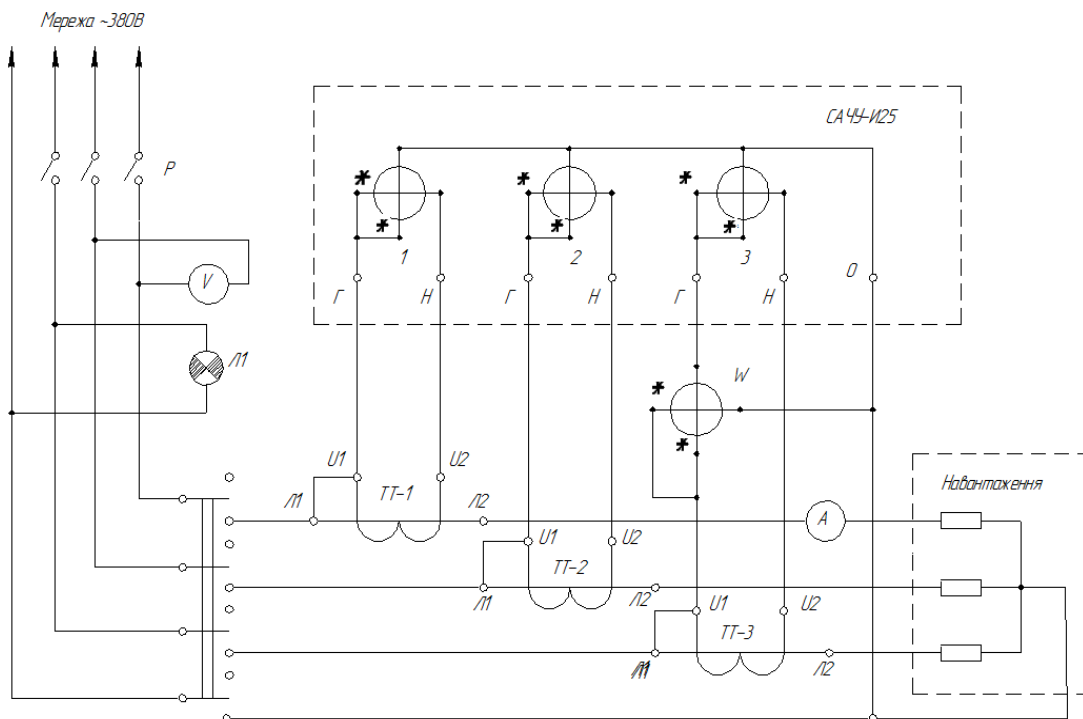 Мережа ~380В
САЧУ-И25
Р
*
*
*
*
*
*
1
2
3
V
Г
Н
Г
Н
Г
Н
О
Л1
W
*
*
U1
U2
ТТ-1
Навантаження
Л1
Л2
А
U1
U2
ТТ-2
Л1
Л2
U1
U2
ТТ-3
Л1
Л2